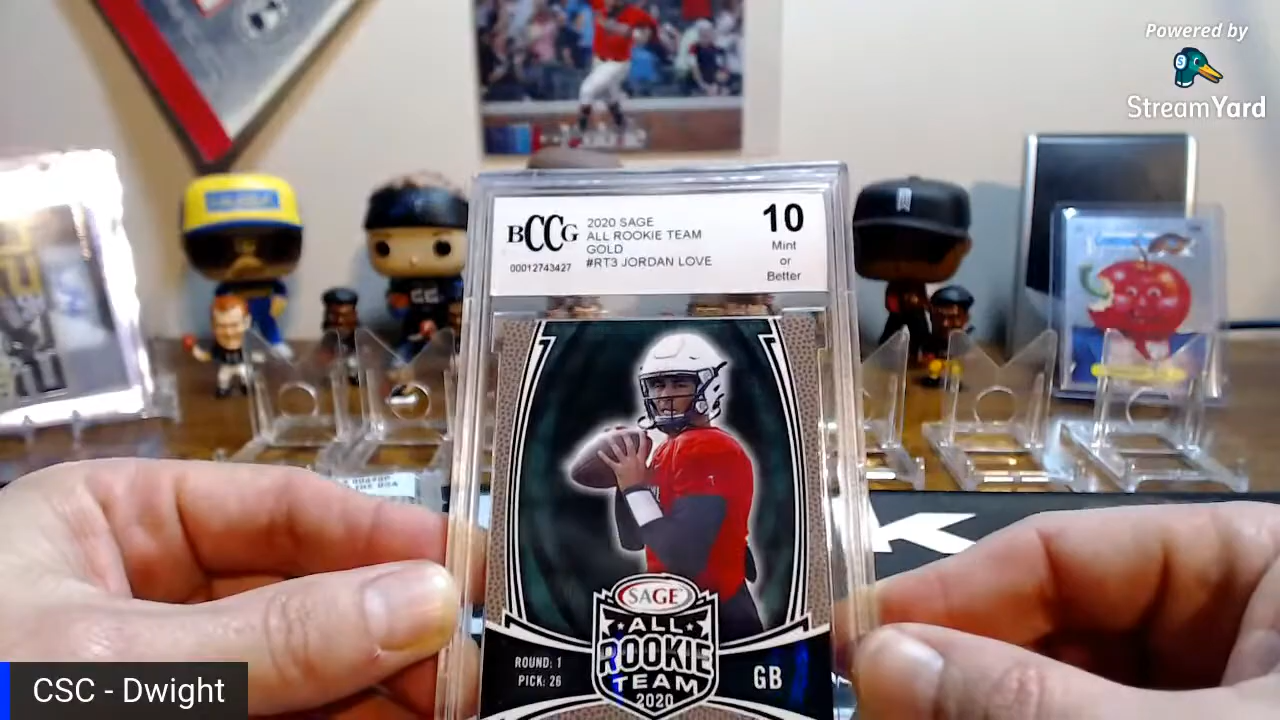 Powered by
StreamYard
BCCG
00012743427
2020 SAGE
ALL ROOKIE TEAM
GOLD
#RT3 JORDAN LOVE
10
Mint
or
Better
SAGE
ALL
ROOKIE
TEAM
2020
ROUND: 1
PICK: 26
GB
CSC - Dwight